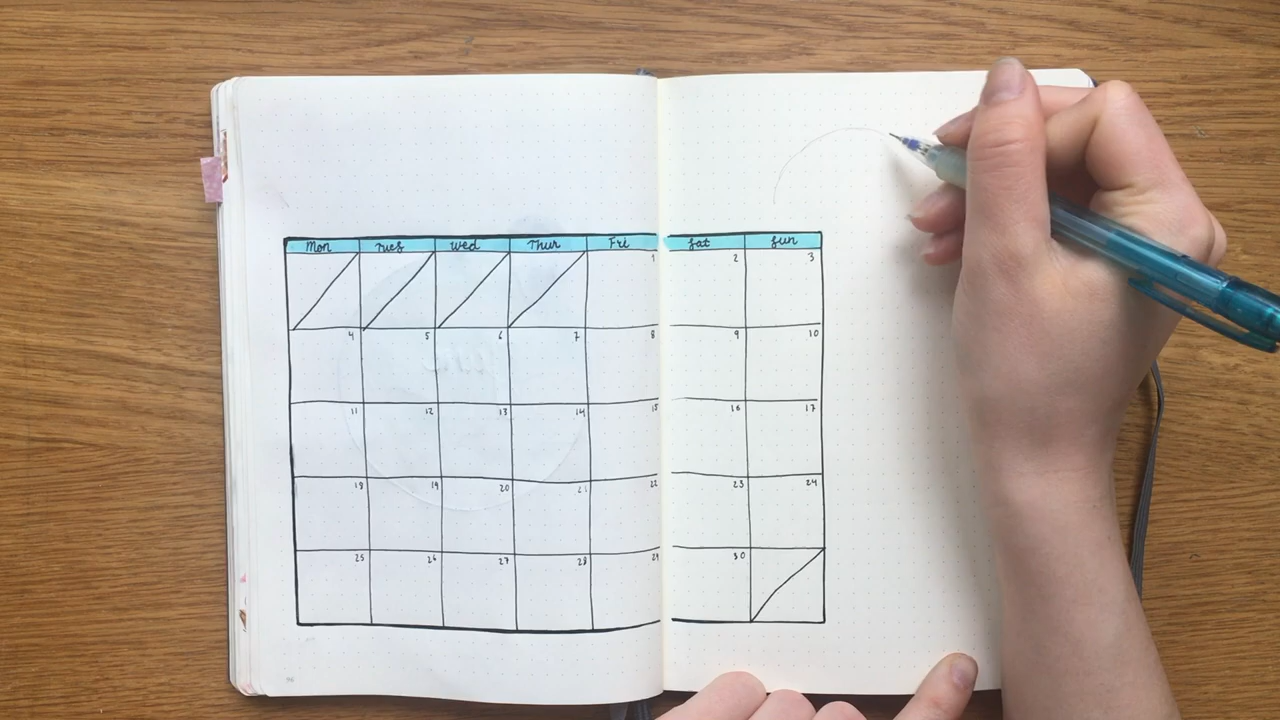 Mon Tues Wed Thur Fri Sat Sun
1 2 3
4 5 6 7 8 9 10
11 12 13 14 15 16 17
18 19 20 21 22 23 24
25 26 27 28 29 30